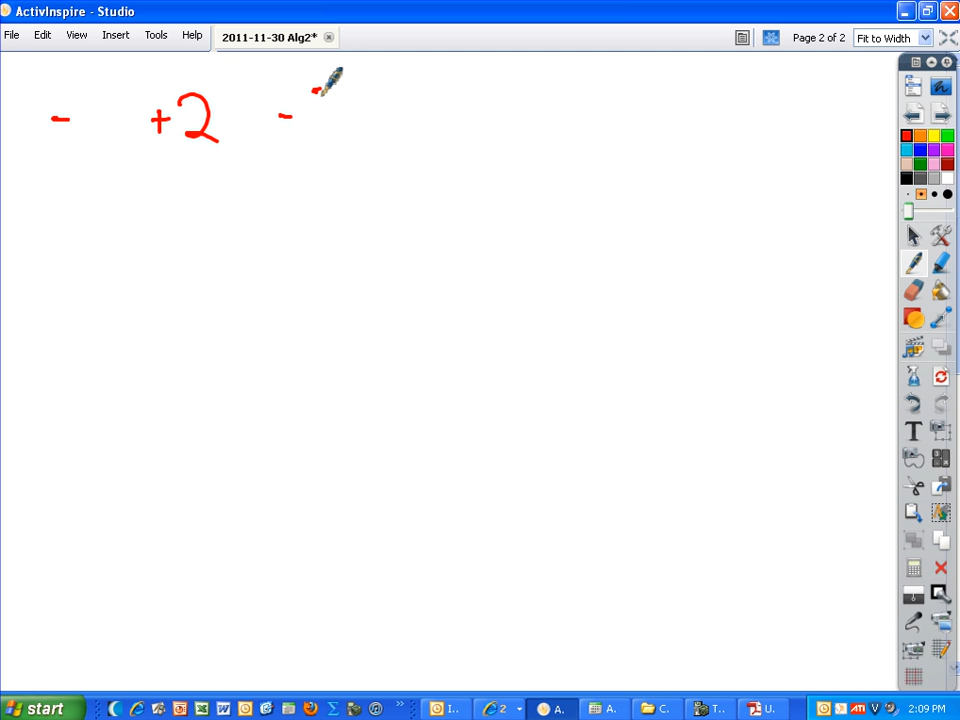 ActivInspire - Studio
File Edit View Insert Tools Help 2011-11-30 Alg2* Page 2 of 2 Fit to Width
- +2 -
start I.. 2 A. A. C. T.. U. 2:09 PM